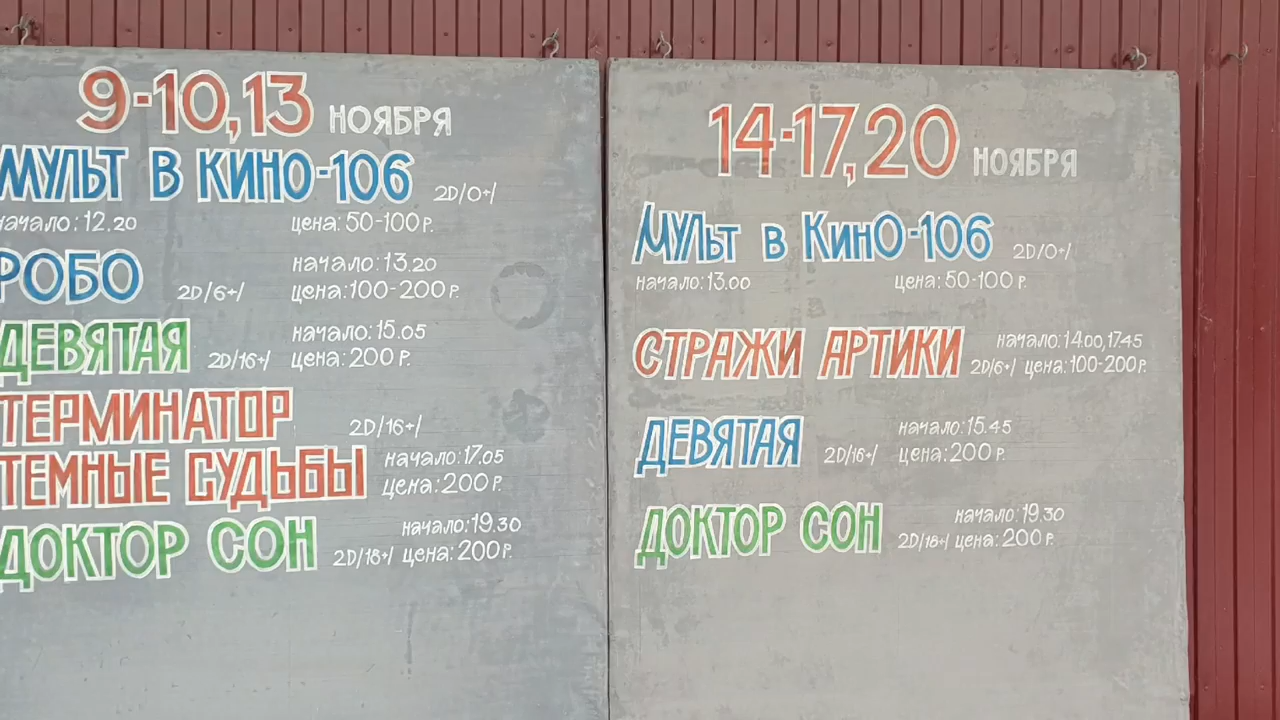 9-10,13 НОЯБРЯ
МУЛЬТ В КИНО-106 2D/0+/
начало: 12.20 цена: 50-100 р.
РОБО 2D/6+/ начало: 13.20
цена: 100-200 р.
ДЕВЯТАЯ 2D/16+/ начало: 15.05
цена: 200 р.
ТЕРМИНАТОР 2D/16+/
ТЕМНЫЕ СУДЬБЫ начало: 17.05
цена: 200 р.
ДОКТОР СОН 2D/18+/ начало: 19.30
цена: 200 р.
14-17,20 НОЯБРЯ
МУЛЬТ В КИНО-106 2D/0+/
начало: 13.00 цена: 50-100 р.
СТРАЖИ АРТИКИ начало: 14.00, 17.45
2D/6+/ цена: 100-200 р.
ДЕВЯТАЯ 2D/16+/ начало: 15.45
цена: 200 р.
ДОКТОР СОН начало: 19.30
2D/18+/ цена: 200 р.